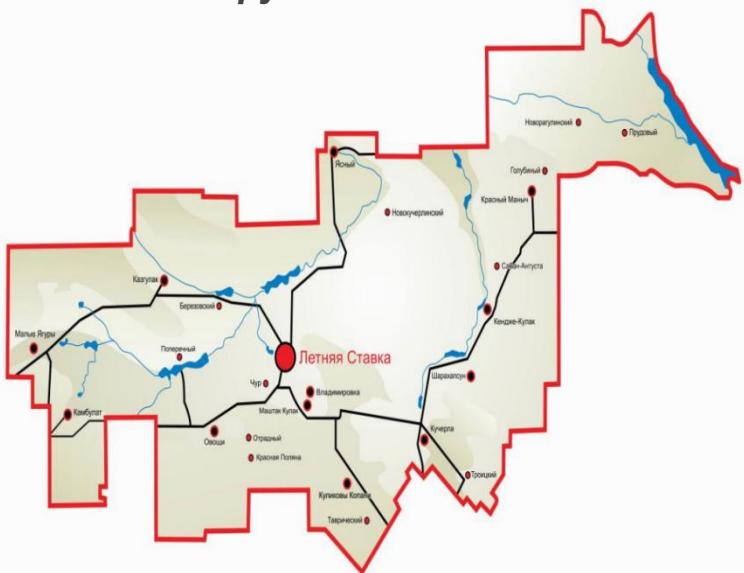 Новорагулинский
Прудовый
Ясный
Голубиный
Красный Маныч
Новокучерлинский
Сабан-Антуста
Казгулак
Березовский
Кендже-Кулак
Малые Ягуры
Поперечный
Летняя Ставка
Чур
Владимировка
Шарахалсун
Маштак Кулак
Камбулат
Овощи
Отрадный
Кучерла
Красная Поляна
Троицкий
Куликовы Копани
Таврический